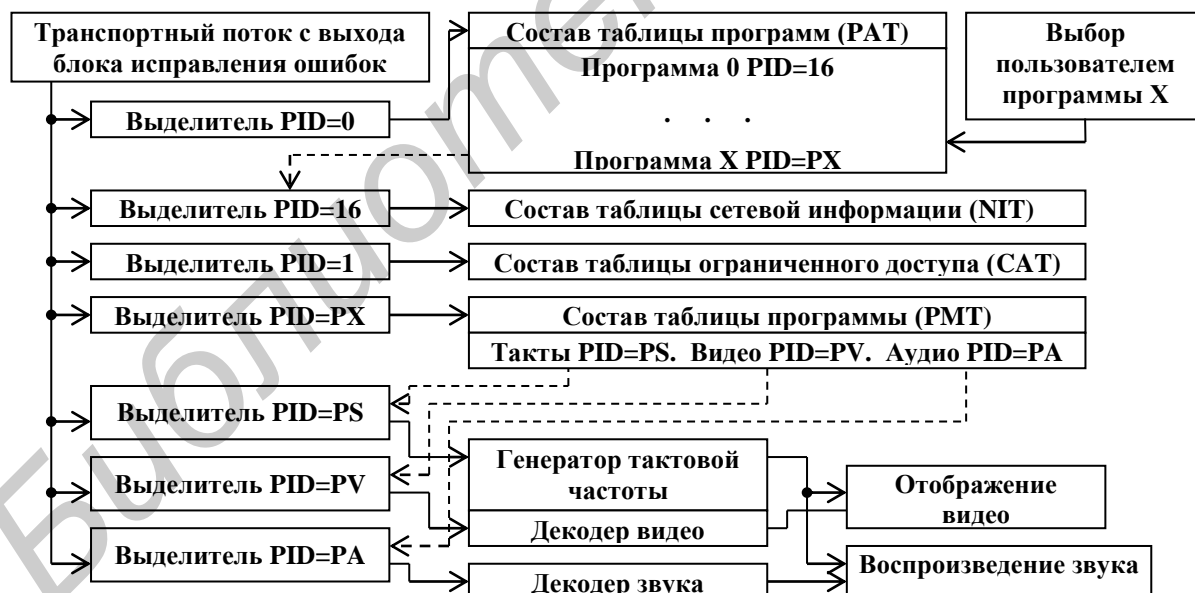 Транспортный поток с выхода
блока исправления ошибок
Состав таблицы программ (PAT)
Программа 0 PID=16
. . .
Программа X PID=PX
Выбор
пользователем
программы X
Выделитель PID=0
Выделитель PID=16
Состав таблицы сетевой информации (NIT)
Выделитель PID=1
Состав таблицы ограниченного доступа (CAT)
Выделитель PID=PX
Состав таблицы программы (PMT)
Такты PID=PS. Видео PID=PV. Аудио PID=PA
Выделитель PID=PS
Генератор тактовой
частоты
Выделитель PID=PV
Декодер видео
Отображение
видео
Выделитель PID=PA
Декодер звука
Воспроизведение звука